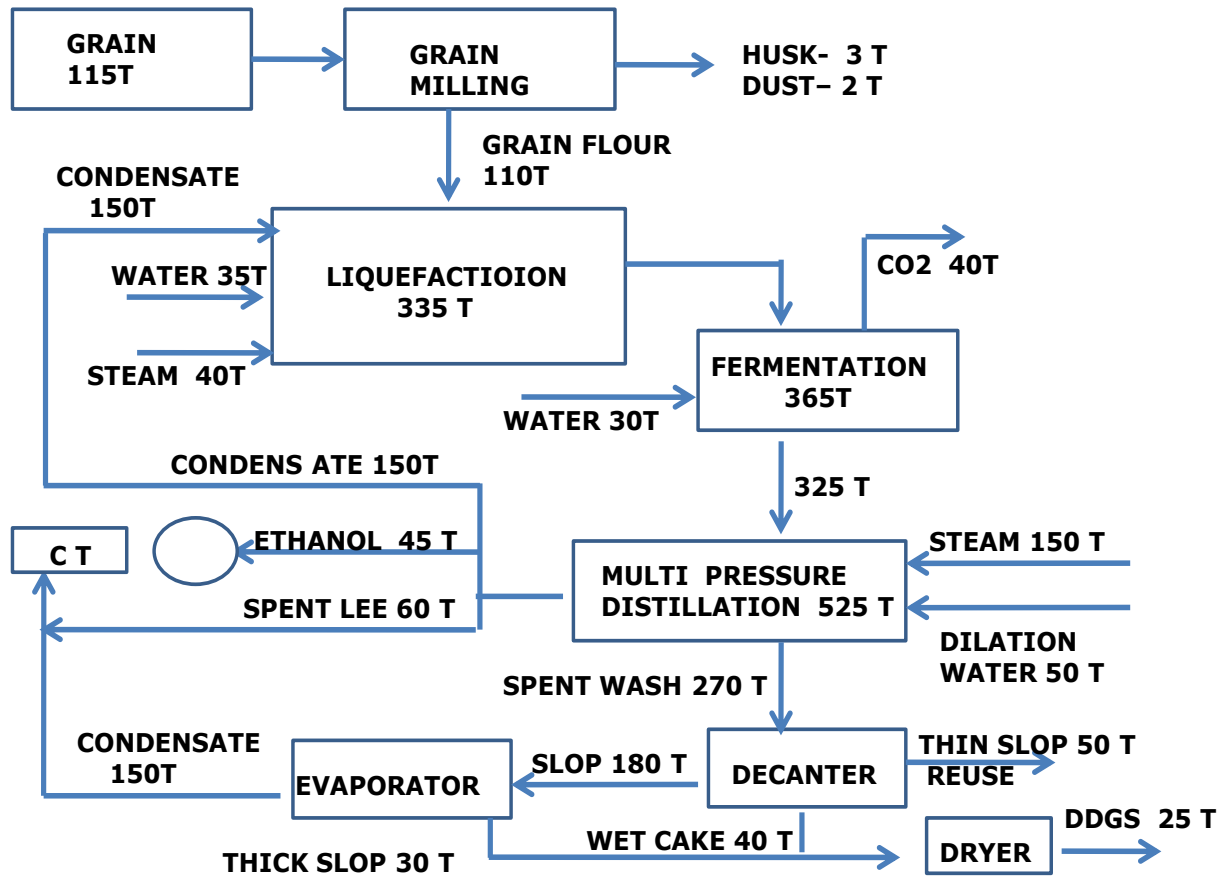 GRAIN
115T
GRAIN
MILLING
HUSK- 3 T
DUST– 2 T
GRAIN FLOUR
110T
CONDENSATE
150T
WATER 35T
LIQUEFACTIOION
335 T
STEAM 40T
CO2 40T
FERMENTATION
365T
WATER 30T
CONDENS ATE 150T
325 T
C T
ETHANOL 45 T
SPENT LEE 60 T
MULTI PRESSURE
DISTILLATION 525 T
STEAM 150 T
DILATION
WATER 50 T
SPENT WASH 270 T
CONDENSATE
150T
EVAPORATOR
SLOP 180 T
DECANTER
THIN SLOP 50 T
REUSE
THICK SLOP 30 T
WET CAKE 40 T
DRYER
DDGS 25 T